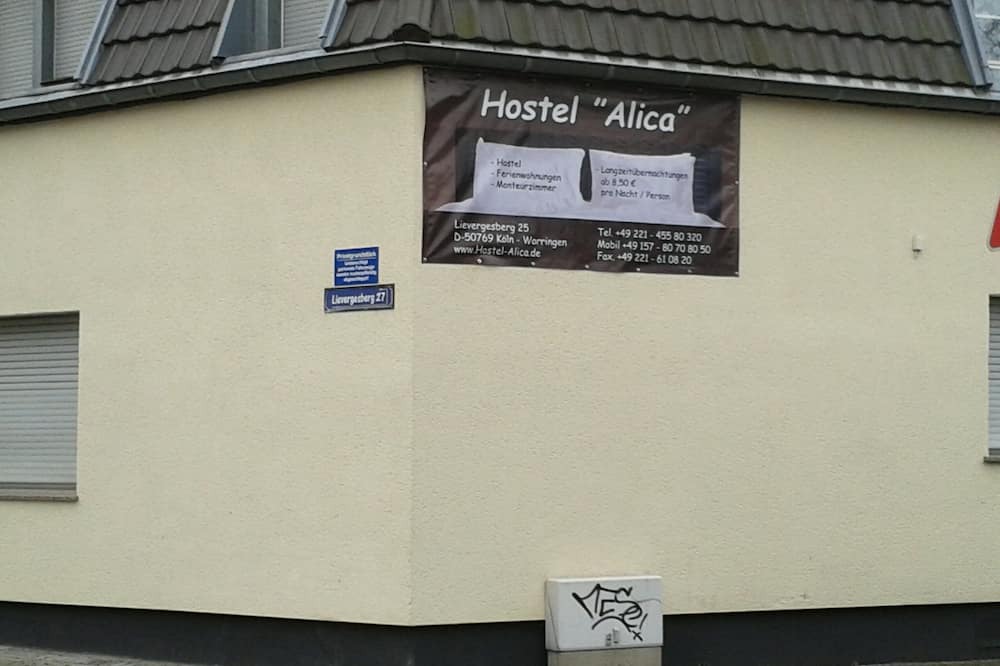 Hostel "Alica"
- Hostel
- Ferienwohnungen
- Monteurzimmer
- Langzeitübernachtungen
ab 8,50 €
pro Nacht / Person
Lievergesberg 25
D-50769 Köln - Worringen
www.Hostel-Alica.de
Tel. +49 221 - 455 80 320
Mobil +49 157 - 80 70 80 50
Fax. +49 221 - 61 08 20
Privatgrundstück
Lievergesberg 27